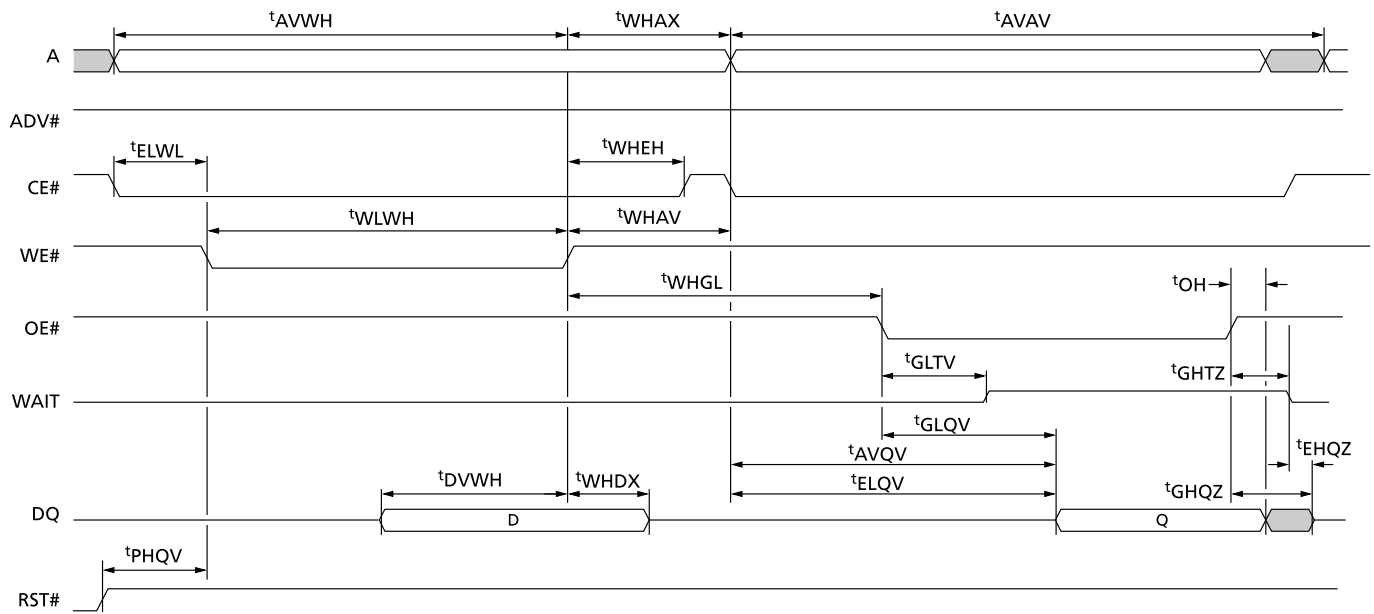 tAVWH tWHAX tAVAV
A
ADV#
tELWL tWHEH
CE#
tWLWH tWHAV
WE#
tWHGL tOH
OE#
tGLTV tGHTZ
WAIT
tGLQV
tAVQV tEHQZ
tDVWH tWHDX tELQV tGHQZ
DQ D Q
tPHQV
RST#